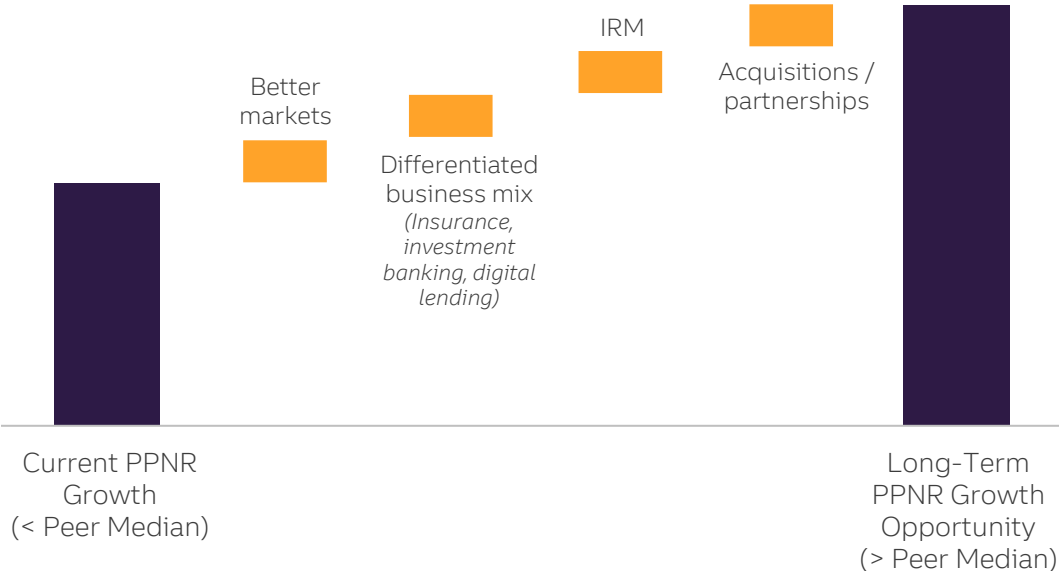 Better
markets
Differentiated
business mix
(Insurance,
investment
banking, digital
lending)
IRM
Acquisitions /
partnerships
Current PPNR
Growth
(< Peer Median)
Long-Term
PPNR Growth
Opportunity
(> Peer Median)